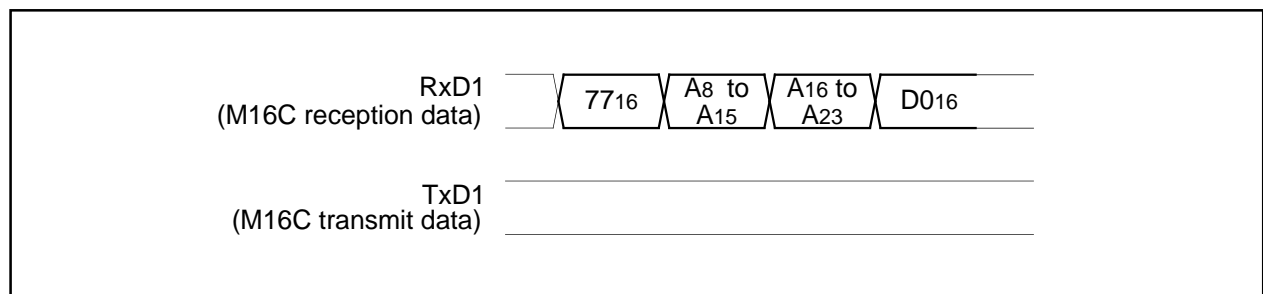 RxD1
(M16C reception data)
7716
A8 to
A15
A16 to
A23
D016
TxD1
(M16C transmit data)